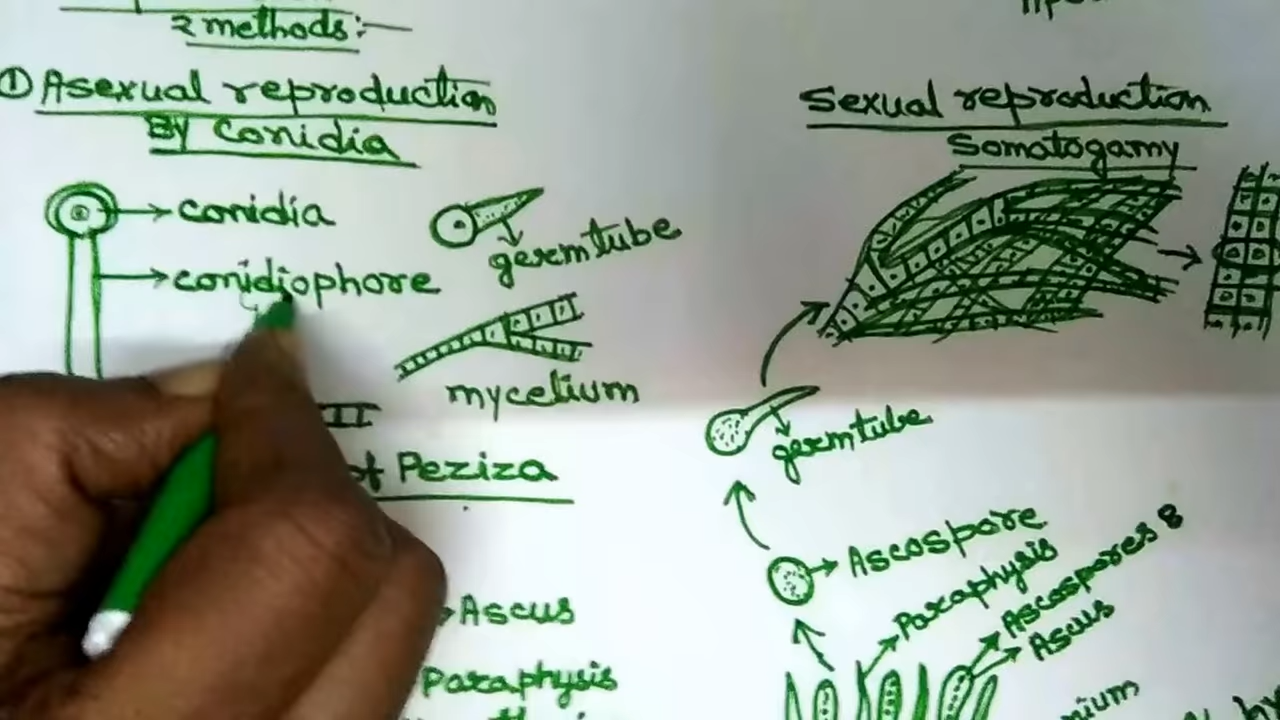 2 methods:-
① Asexual reproduction
By Conidia
conidia
germtube
conidiophore
mycelium
of Peziza
Ascus
Paraphysis
Sexual reproduction
Somatogamy
germtube
Ascospore
Paraphysis
Ascospores 8
Ascus